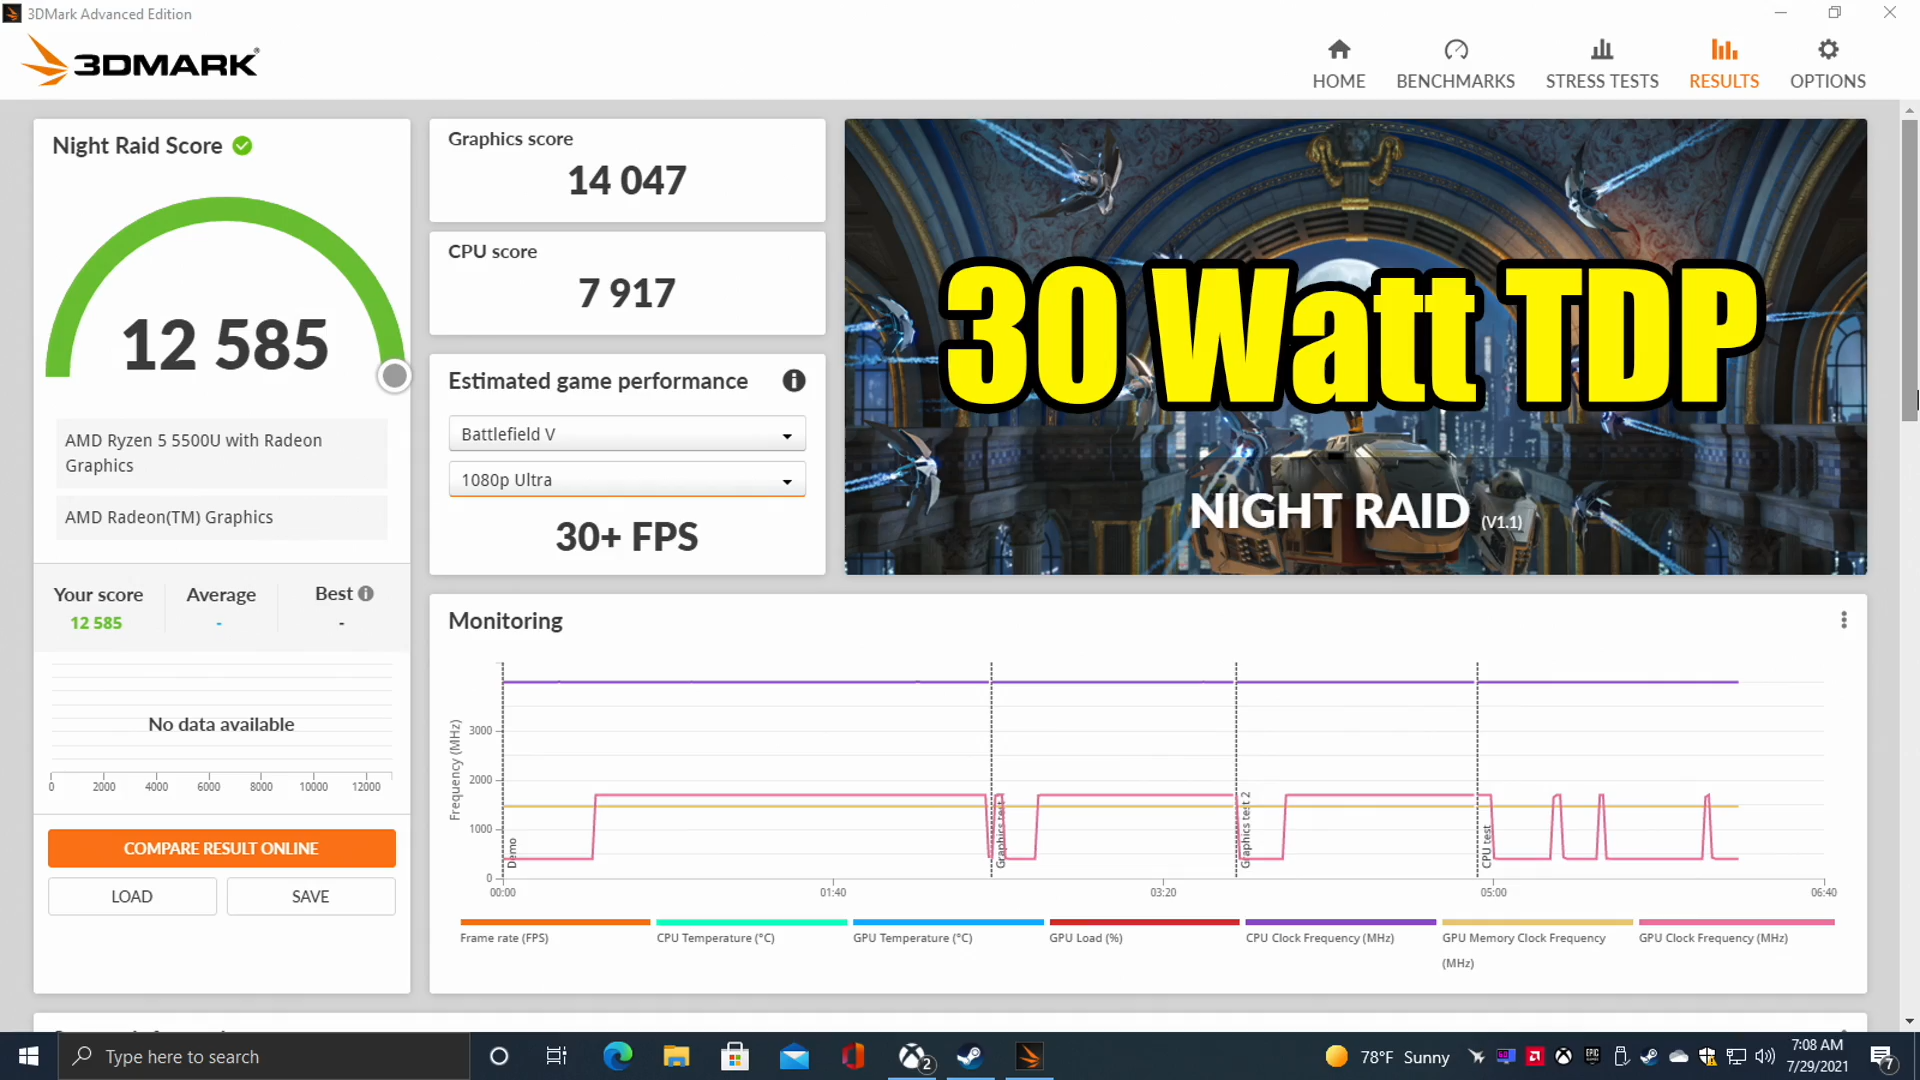 3DMark Advanced Edition
3DMARK
HOME
BENCHMARKS
STRESS TESTS
RESULTS
OPTIONS
Night Raid Score
12 585
AMD Ryzen 5 5500U with Radeon
Graphics
AMD Radeon(TM) Graphics
Your score
12 585
Average
-
Best
-
No data available
0 2000 4000 6000 8000 10000 12000
COMPARE RESULT ONLINE
LOAD
SAVE
Graphics score
14 047
CPU score
7 917
Estimated game performance
Battlefield V
1080p Ultra
30+ FPS
30 Watt TDP
NIGHT RAID (V1.1)
Monitoring
Frequency (MHz)
3000
2000
1000
0
Demo
Graphics test
Graphics test 2
CPU test
00:00 01:40 03:20 05:00 06:40
Frame rate (FPS)
CPU Temperature (°C)
GPU Temperature (°C)
GPU Load (%)
CPU Clock Frequency (MHz)
GPU Memory Clock Frequency
(MHz)
GPU Clock Frequency (MHz)
Type here to search
2
78°F Sunny
7:08 AM
7/29/2021
7